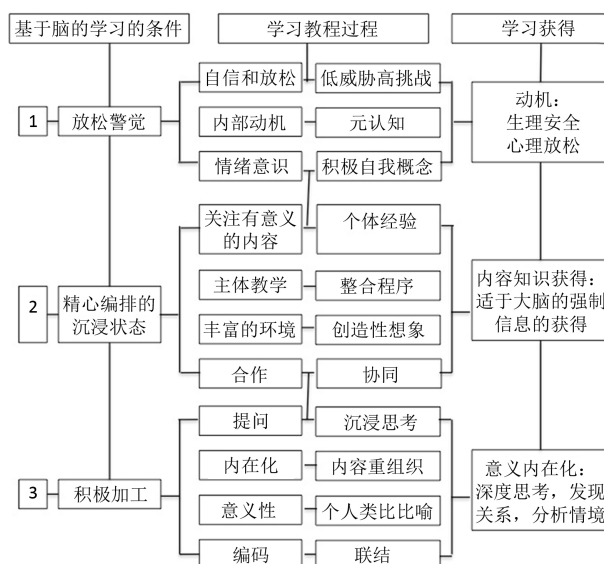 基于脑的学习的条件
学习教程过程
学习获得
自信和放松
低威胁高挑战
1
放松警觉
内部动机
元认知
情绪意识
积极自我概念
动机：
生理安全
心理放松
关注有意义
的内容
个体经验
主体教学
整合程序
2
精心编排的
沉浸状态
丰富的环境
创造性想象
合作
协同
内容知识获得：
适于大脑的强制
信息的获得
提问
沉浸思考
内在化
内容重组织
3
积极加工
意义性
个人类比比喻
编码
联结
意义内在化：
深度思考，发现
关系，分析情境